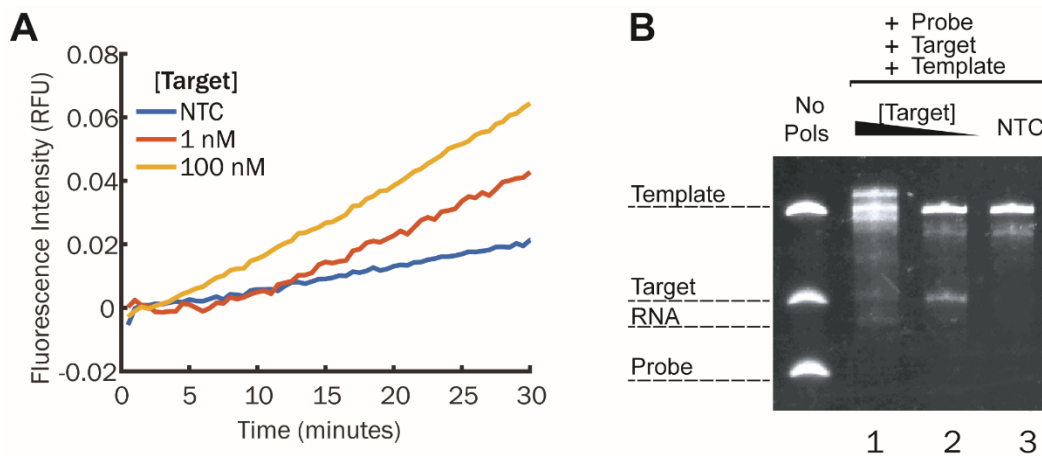 A
[Target]
NTC
1 nM
100 nM
Fluorescence Intensity (RFU)
0.08
0.06
0.04
0.02
0
-0.02
0
5
10
15
20
25
30
Time (minutes)
B
+ Probe
+ Target
+ Template
No
Pols
[Target]
NTC
Template
Target
RNA
Probe
1
2
3